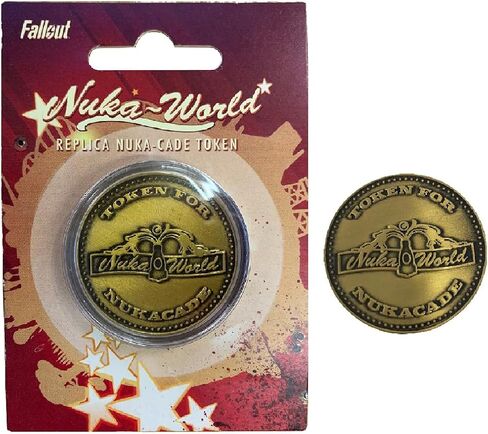 Fallout
Nuka~World
REPLICA NUKA-CADE TOKEN
TOKEN FOR
Nuka World
NUKACADE
TOKEN FOR
Nuka World
NUKACADE